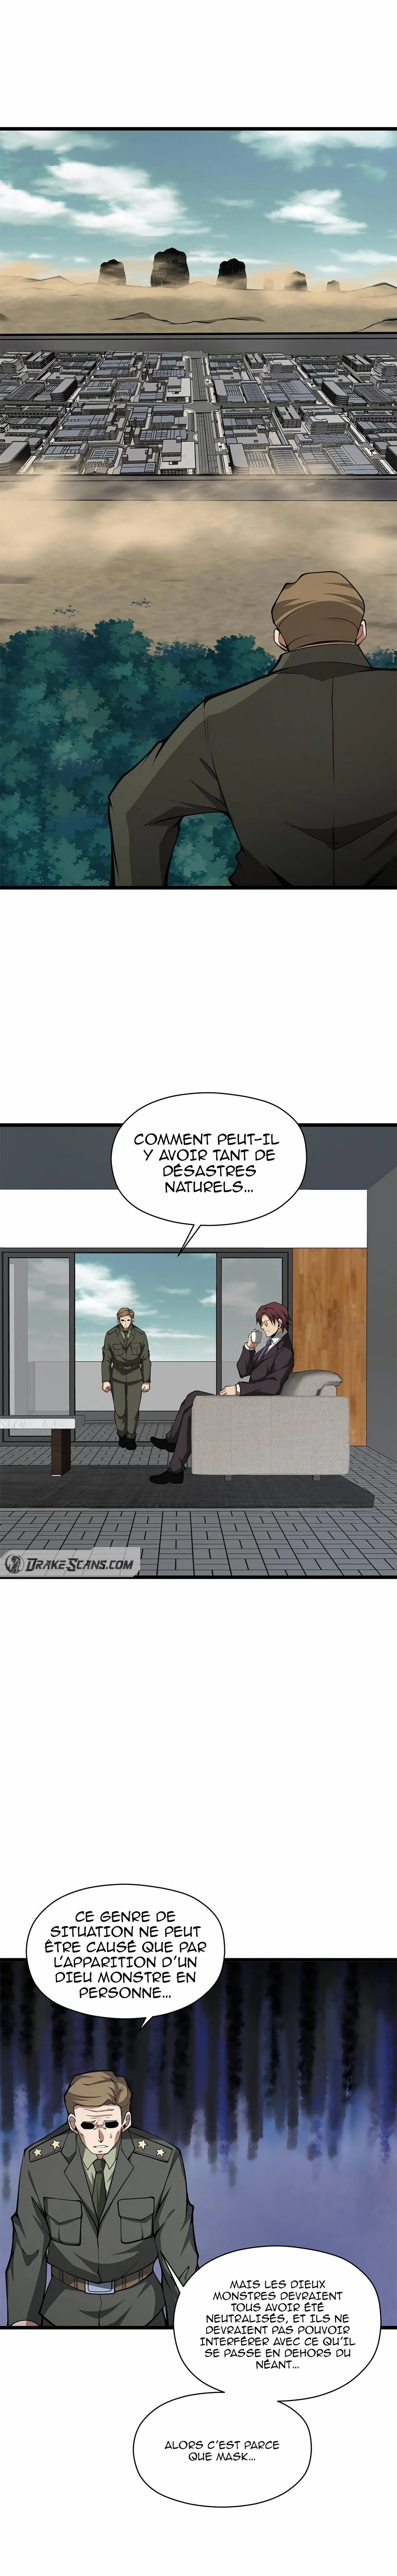 COMMENT PEUT-IL
Y AVOIR TANT DE
DÉSASTRES
NATURELS...
DRAKESCANS.COM
CE GENRE DE
SITUATION NE PEUT
ÊTRE CAUSÉ QUE PAR
L'APPARITION D'UN
DIEU MONSTRE EN
PERSONNE...
MAIS LES DIEUX
MONSTRES DEVRAIENT
TOUS AVOIR ÉTÉ
NEUTRALISÉS, ET ILS NE
DEVRAIENT PAS POUVOIR
INTERFÉRER AVEC CE QU'IL
SE PASSE EN DEHORS DU
NÉANT...
ALORS C'EST PARCE
QUE MASK...